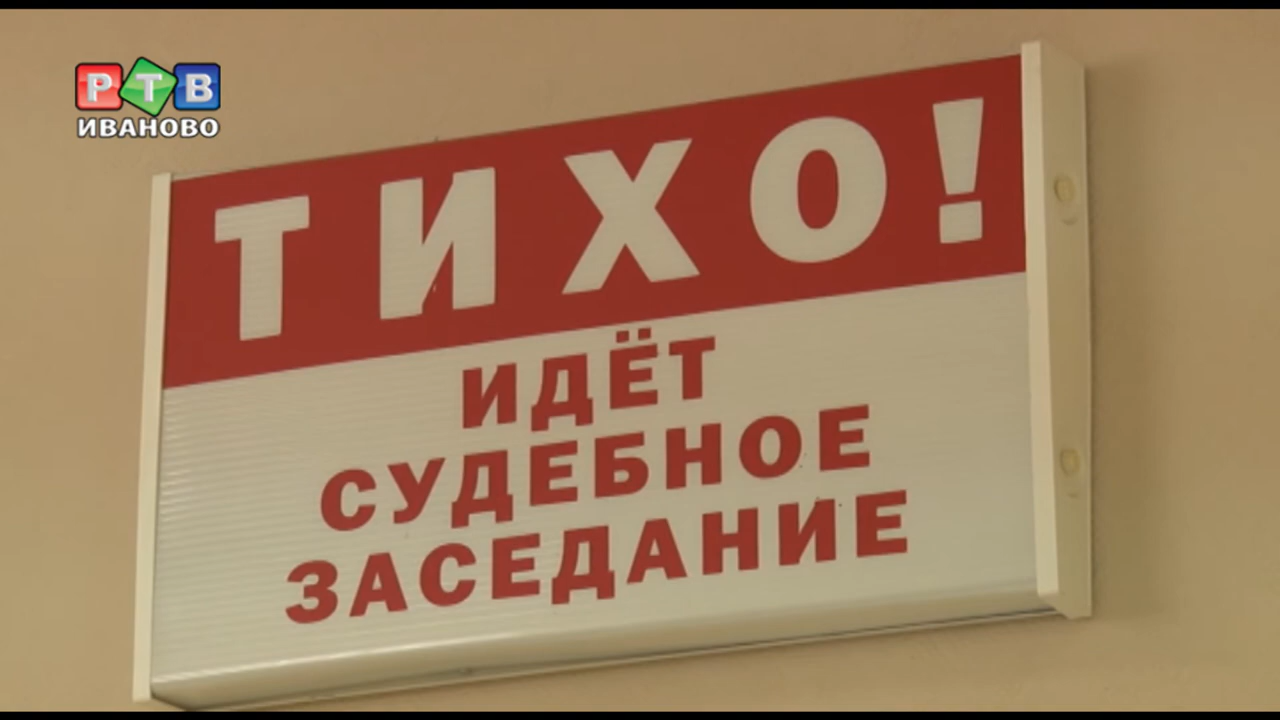 РТВ
ИВАНОВО
ТИХО!
ИДЁТ
СУДЕБНОЕ
ЗАСЕДАНИЕ